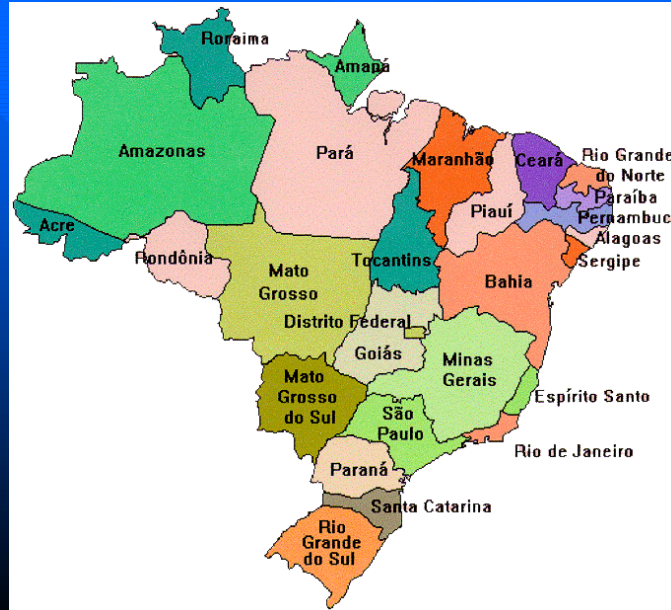 Roraima
Amapá
Amazonas
Pará
Maranhão
Ceará
Rio Grande
do Norte
Paraíba
Piauí
Pernambuc
Alagoas
Acre
Rondônia
Tocantins
Sergipe
Mato
Grosso
Bahia
Distrito Federal
Goiás
Minas
Gerais
Mato
Grosso
do Sul
Espírito Santo
São
Paulo
Rio de Janeiro
Paraná
Santa Catarina
Rio
Grande
do Sul